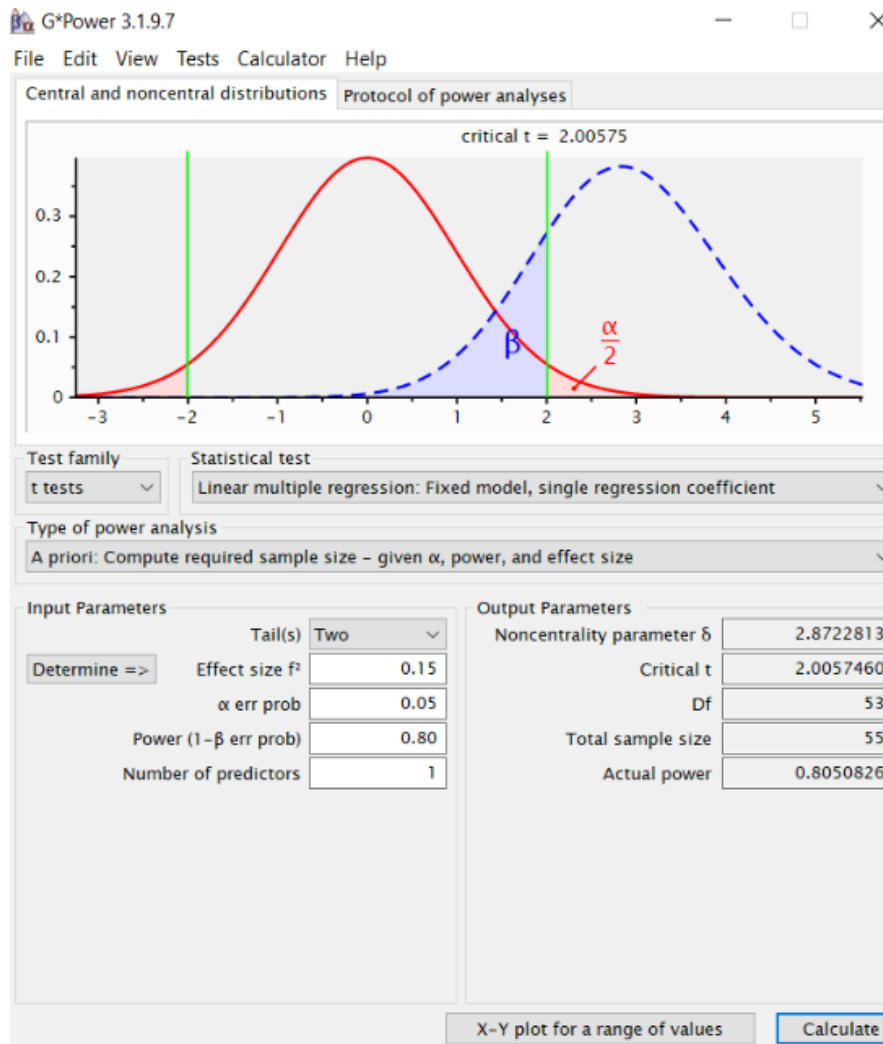 G*Power 3.1.9.7
File Edit View Tests Calculator Help
Central and noncentral distributions Protocol of power analyses
critical t = 2.00575
0.3
0.2
0.1
0
β
α
2
-3 -2 -1 0 1 2 3 4 5
Test family Statistical test
t tests Linear multiple regression: Fixed model, single regression coefficient
Type of power analysis
A priori: Compute required sample size – given α, power, and effect size
Input Parameters Output Parameters
Tail(s) Two Noncentrality parameter δ 2.8722813
Determine => Effect size f² 0.15 Critical t 2.0057460
α err prob 0.05 Df 53
Power (1-β err prob) 0.80 Total sample size 55
Number of predictors 1 Actual power 0.8050826
X-Y plot for a range of values Calculate